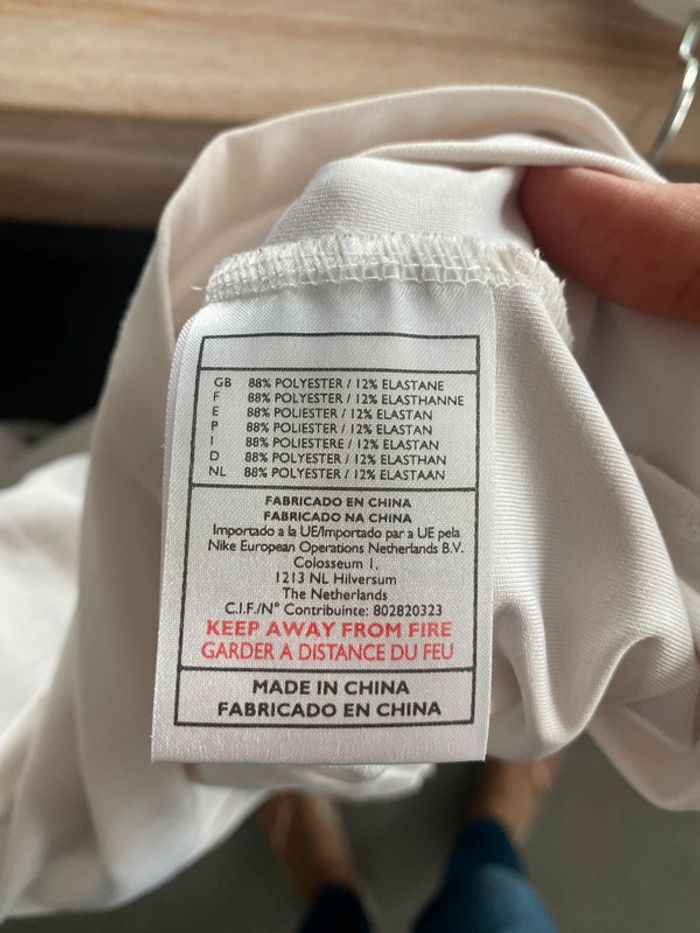 GB 88% POLYESTER / 12% ELASTANE
F 88% POLYESTER / 12% ELASTHANNE
E 88% POLIESTER / 12% ELASTAN
P 88% POLIESTER / 12% ELASTAN
I 88% POLIESTERE / 12% ELASTAN
D 88% POLYESTER / 12% ELASTHAN
NL 88% POLYESTER / 12% ELASTAAN
FABRICADO EN CHINA
FABRICADO NA CHINA
Importado a la UE/Importado par a UE pela
Nike European Operations Netherlands B.V.
Colosseum 1,
1213 NL Hilversum
The Netherlands
C.I.F./N° Contribuinte: 802820323
KEEP AWAY FROM FIRE
GARDER A DISTANCE DU FEU
MADE IN CHINA
FABRICADO EN CHINA